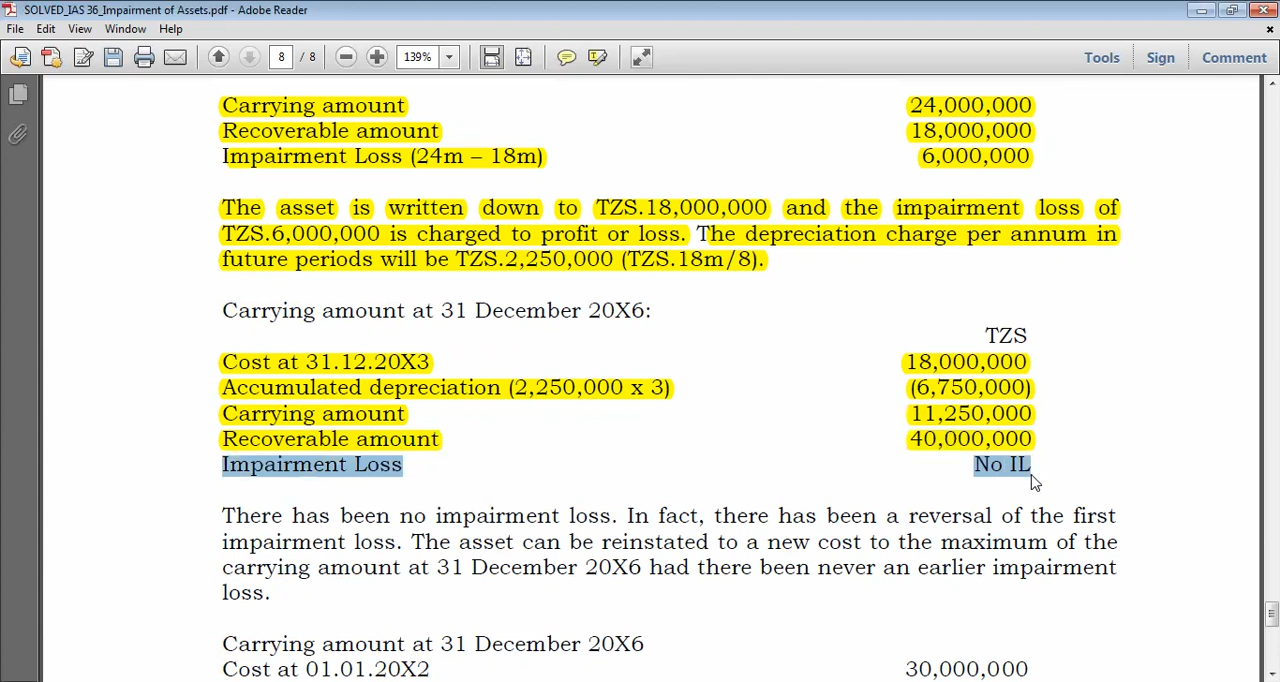 SOLVED_IAS 36_Impairment of Assets.pdf - Adobe Reader
File Edit View Window Help
8 / 8 139% Tools Sign Comment
Carrying amount 24,000,000
Recoverable amount 18,000,000
Impairment Loss (24m – 18m) 6,000,000
The asset is written down to TZS.18,000,000 and the impairment loss of
TZS.6,000,000 is charged to profit or loss. The depreciation charge per annum in
future periods will be TZS.2,250,000 (TZS.18m/8).
Carrying amount at 31 December 20X6:
TZS
Cost at 31.12.20X3 18,000,000
Accumulated depreciation (2,250,000 x 3) (6,750,000)
Carrying amount 11,250,000
Recoverable amount 40,000,000
Impairment Loss No IL
There has been no impairment loss. In fact, there has been a reversal of the first
impairment loss. The asset can be reinstated to a new cost to the maximum of the
carrying amount at 31 December 20X6 had there been never an earlier impairment
loss.
Carrying amount at 31 December 20X6
Cost at 01.01.20X2 30,000,000